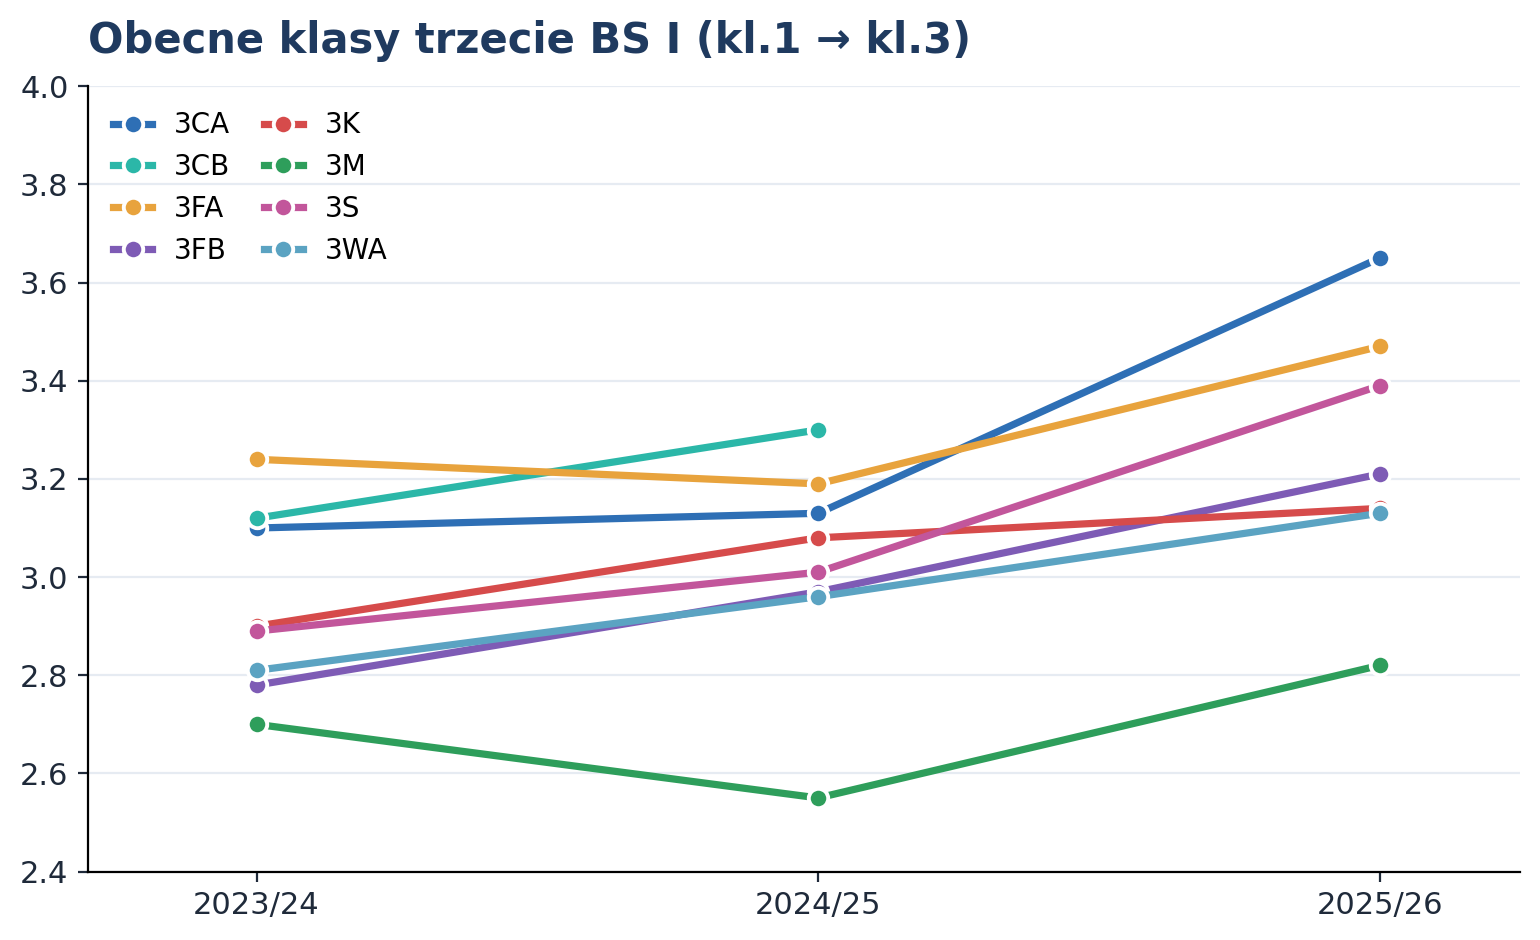 Obecne klasy trzecie BS I (kl.1 → kl.3)
4.0
3.8
3.6
3.4
3.2
3.0
2.8
2.6
2.4
3CA 3K
3CB 3M
3FA 3S
3FB 3WA
2023/24 2024/25 2025/26